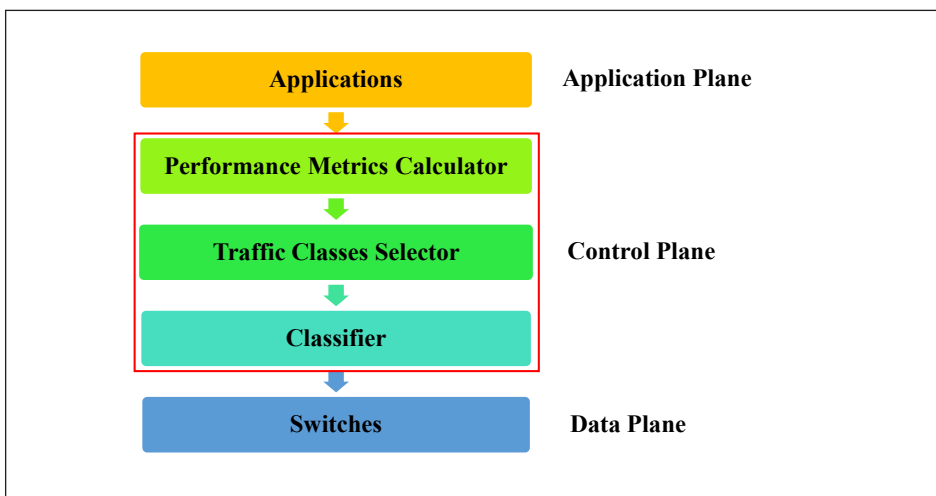 Applications
Application Plane
Performance Metrics Calculator
Traffic Classes Selector
Control Plane
Classifier
Switches
Data Plane